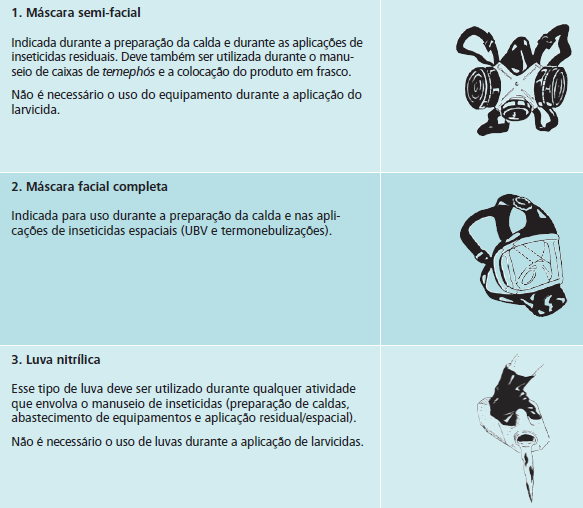 1. Máscara semi-facial
Indicada durante a preparação da calda e durante as aplicações de
inseticidas residuais. Deve também ser utilizada durante o manu-
seio de caixas de temephós e a colocação do produto em frasco.
Não é necessário o uso do equipamento durante a aplicação do
larvicida.
2. Máscara facial completa
Indicada para uso durante a preparação da calda e nas apli-
cações de inseticidas espaciais (UBV e termonebulizações).
3. Luva nitrílica
Esse tipo de luva deve ser utilizado durante qualquer atividade
que envolva o manuseio de inseticidas (preparação de caldas,
abastecimento de equipamentos e aplicação residual/espacial).
Não é necessário o uso de luvas durante a aplicação de larvicidas.